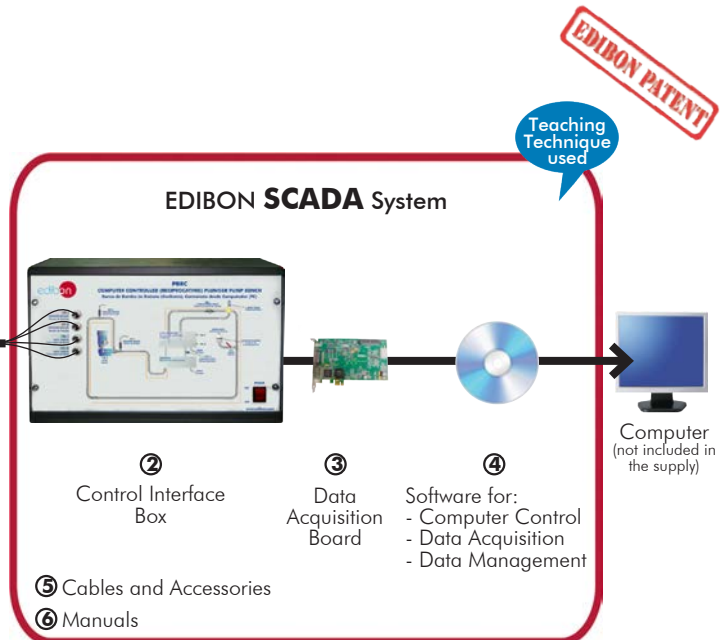 EDIBON PATENT
Teaching
Technique
used
EDIBON SCADA System
edibon
PBRC
COMPUTER CONTROLLED (RECIPROCATING) PLUNGER PUMP BENCH
② 
Control Interface
Box
③
Data
Acquisition
Board
④
Software for:
- Computer Control
- Data Acquisition
- Data Management
Computer
(not included in
the supply)
⑤ Cables and Accessories
⑥ Manuals